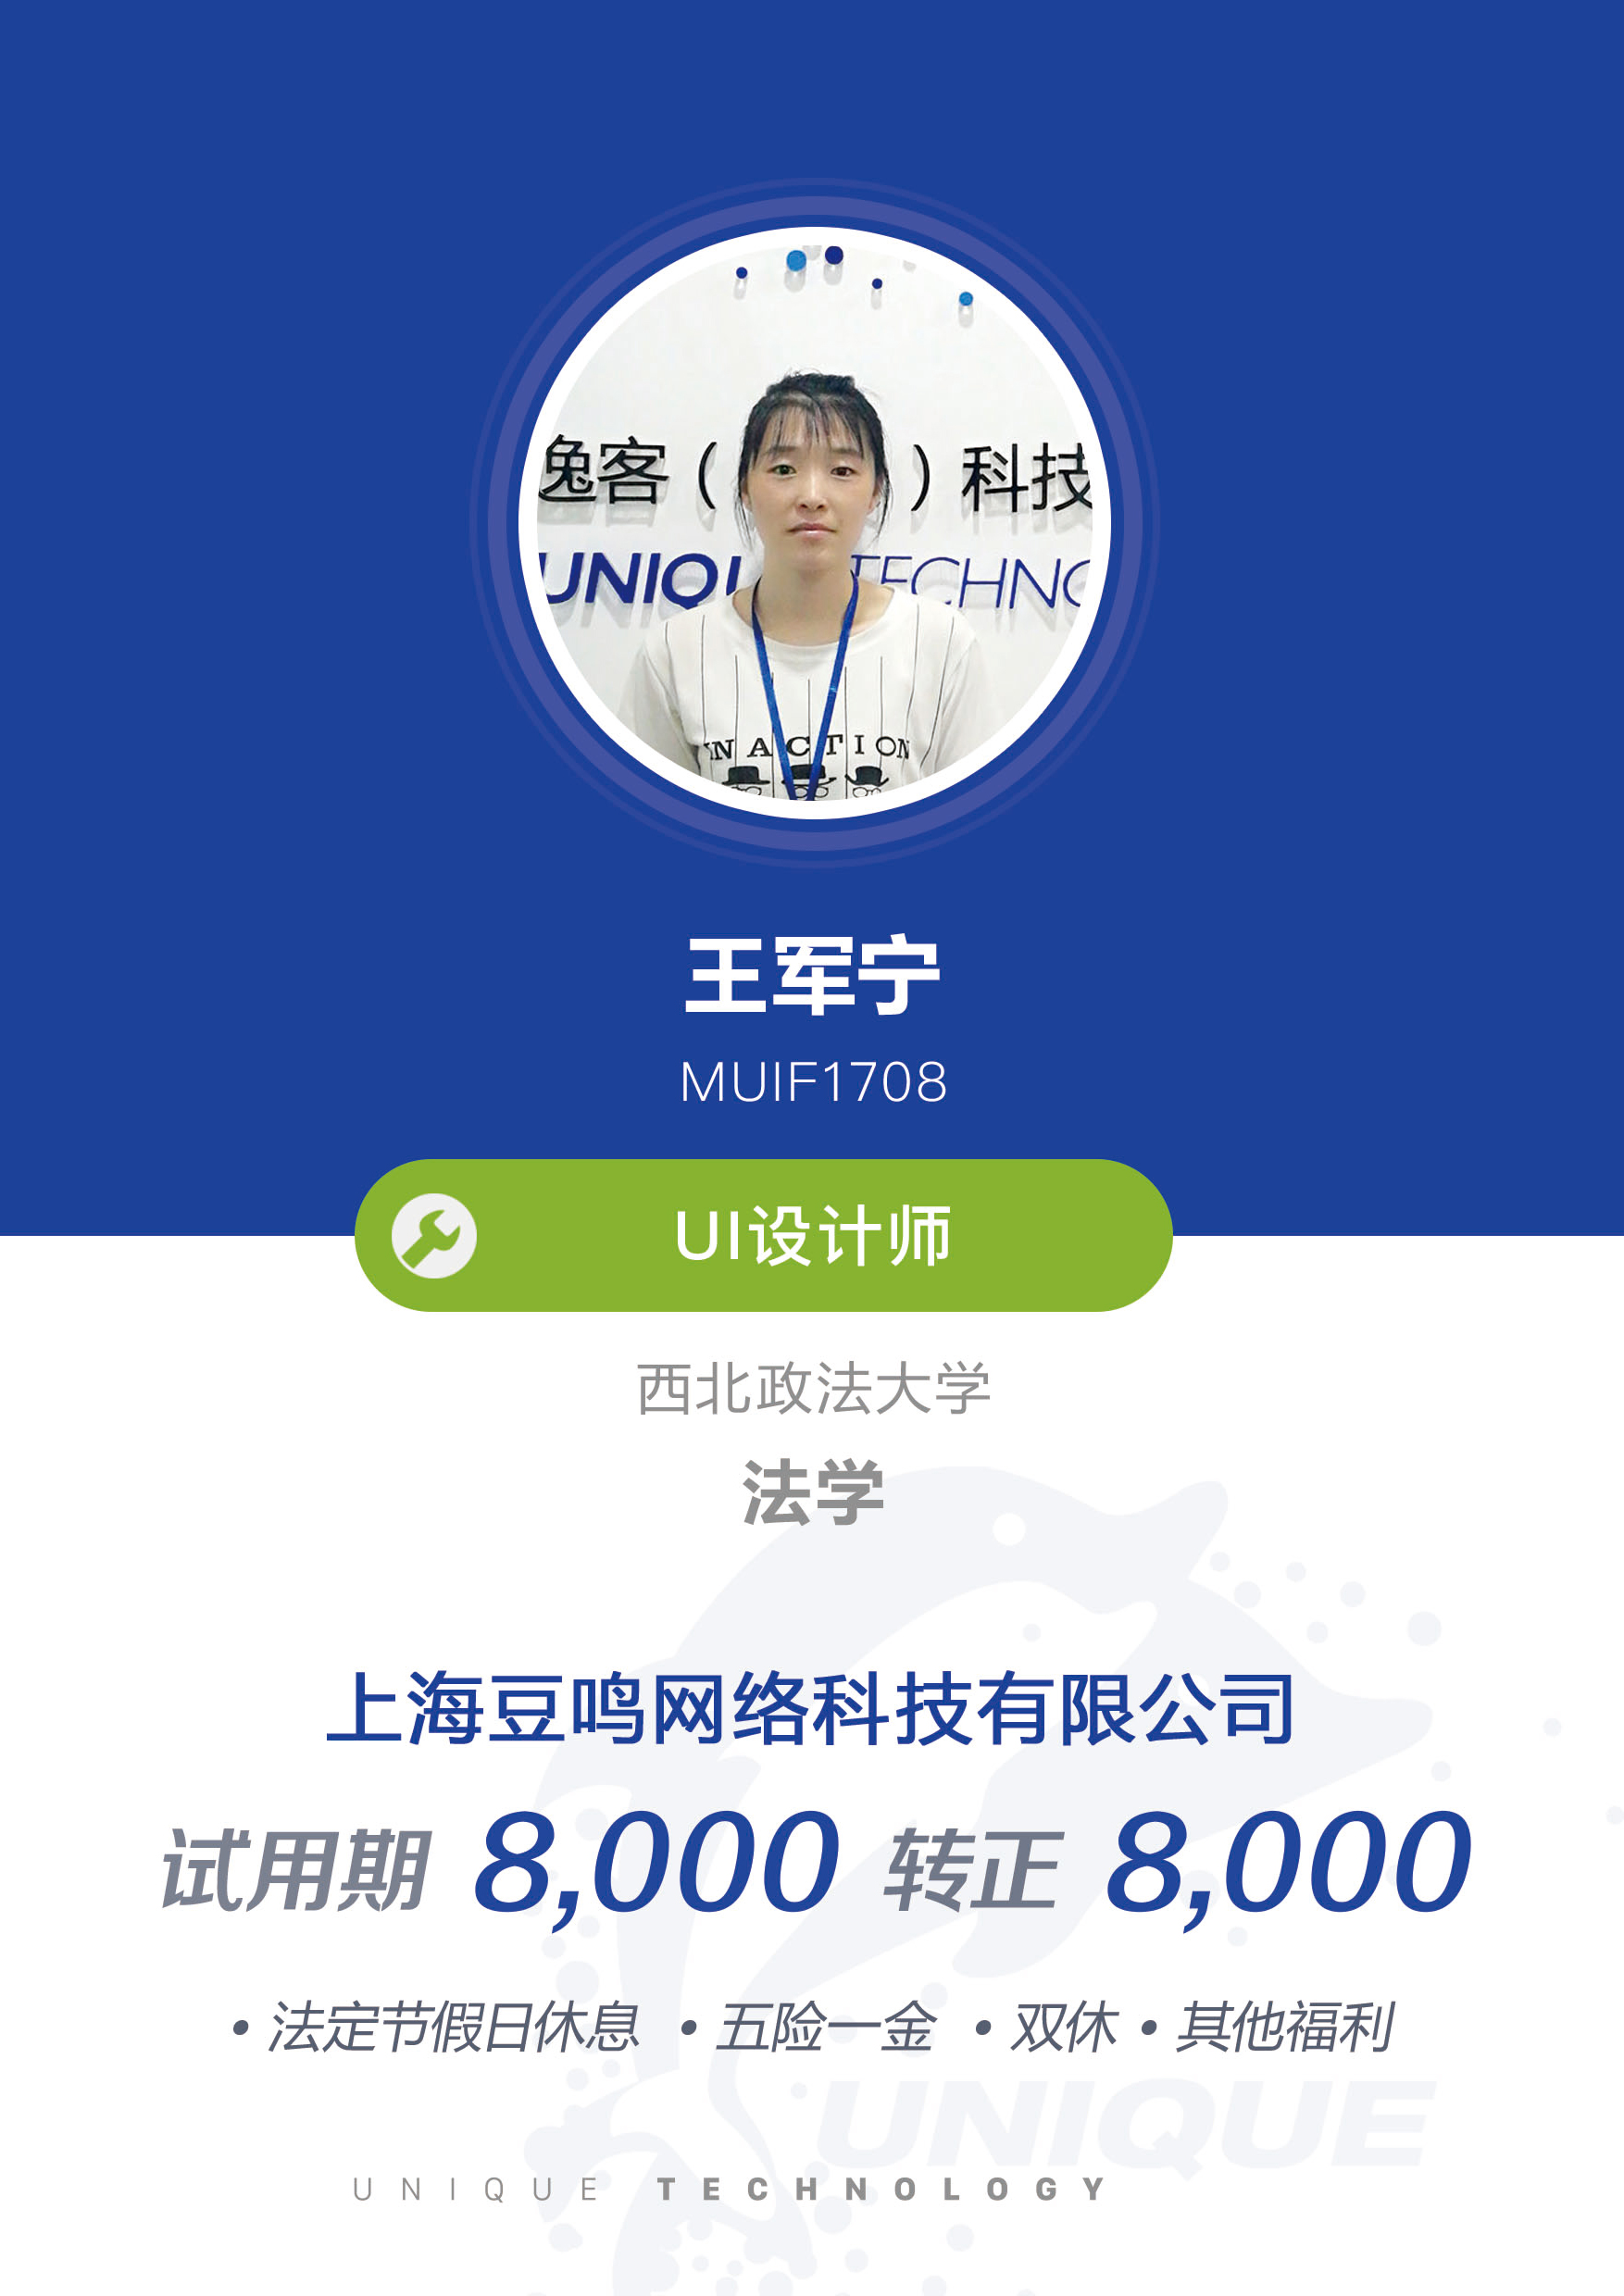 逸客（ ）科技
UNIQU TECHNO
IN ACTION
王军宁
MUIF1708
UI设计师
西北政法大学
法学
上海豆鸣网络科技有限公司
试用期 8,000 转正 8,000
• 法定节假日休息 • 五险一金 • 双休 • 其他福利
UNIQUE
UNIQUE TECHNOLOGY